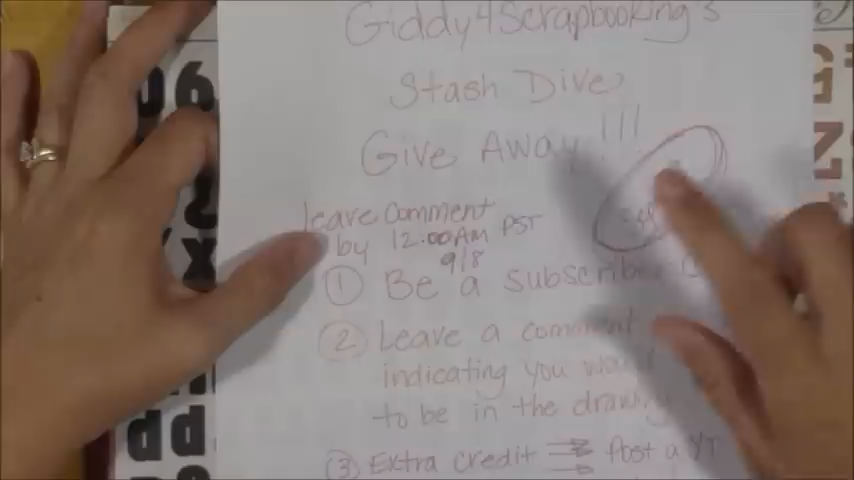 Giddy4Scrapbooking's
Stash Dive
Give Away!!!
leave comment
by 12:00AM PST
9/8
① Be a subscriber
② Leave a comment
indicating you would
to be in the drawing
③ Extra credit ⇒ Post a YT